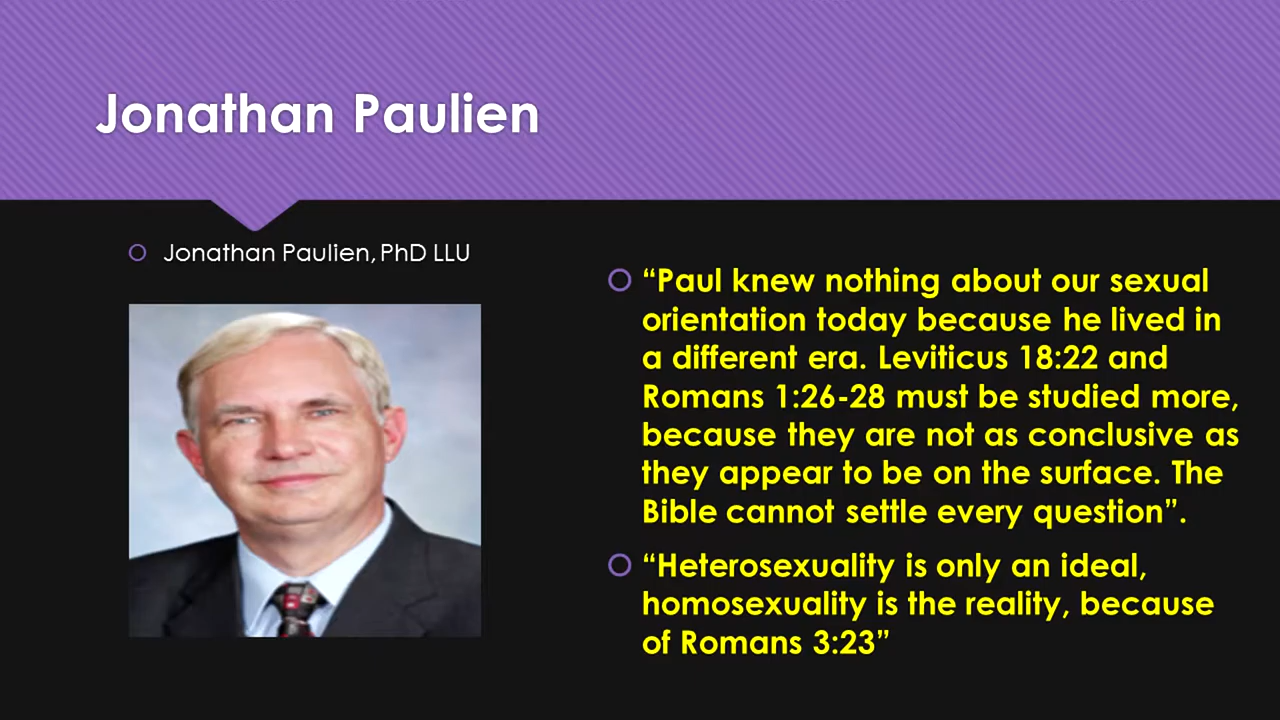 Jonathan Paulien
Jonathan Paulien, PhD LLU
“Paul knew nothing about our sexual
orientation today because he lived in
a different era. Leviticus 18:22 and
Romans 1:26-28 must be studied more,
because they are not as conclusive as
they appear to be on the surface. The
Bible cannot settle every question”.
“Heterosexuality is only an ideal,
homosexuality is the reality, because
of Romans 3:23”